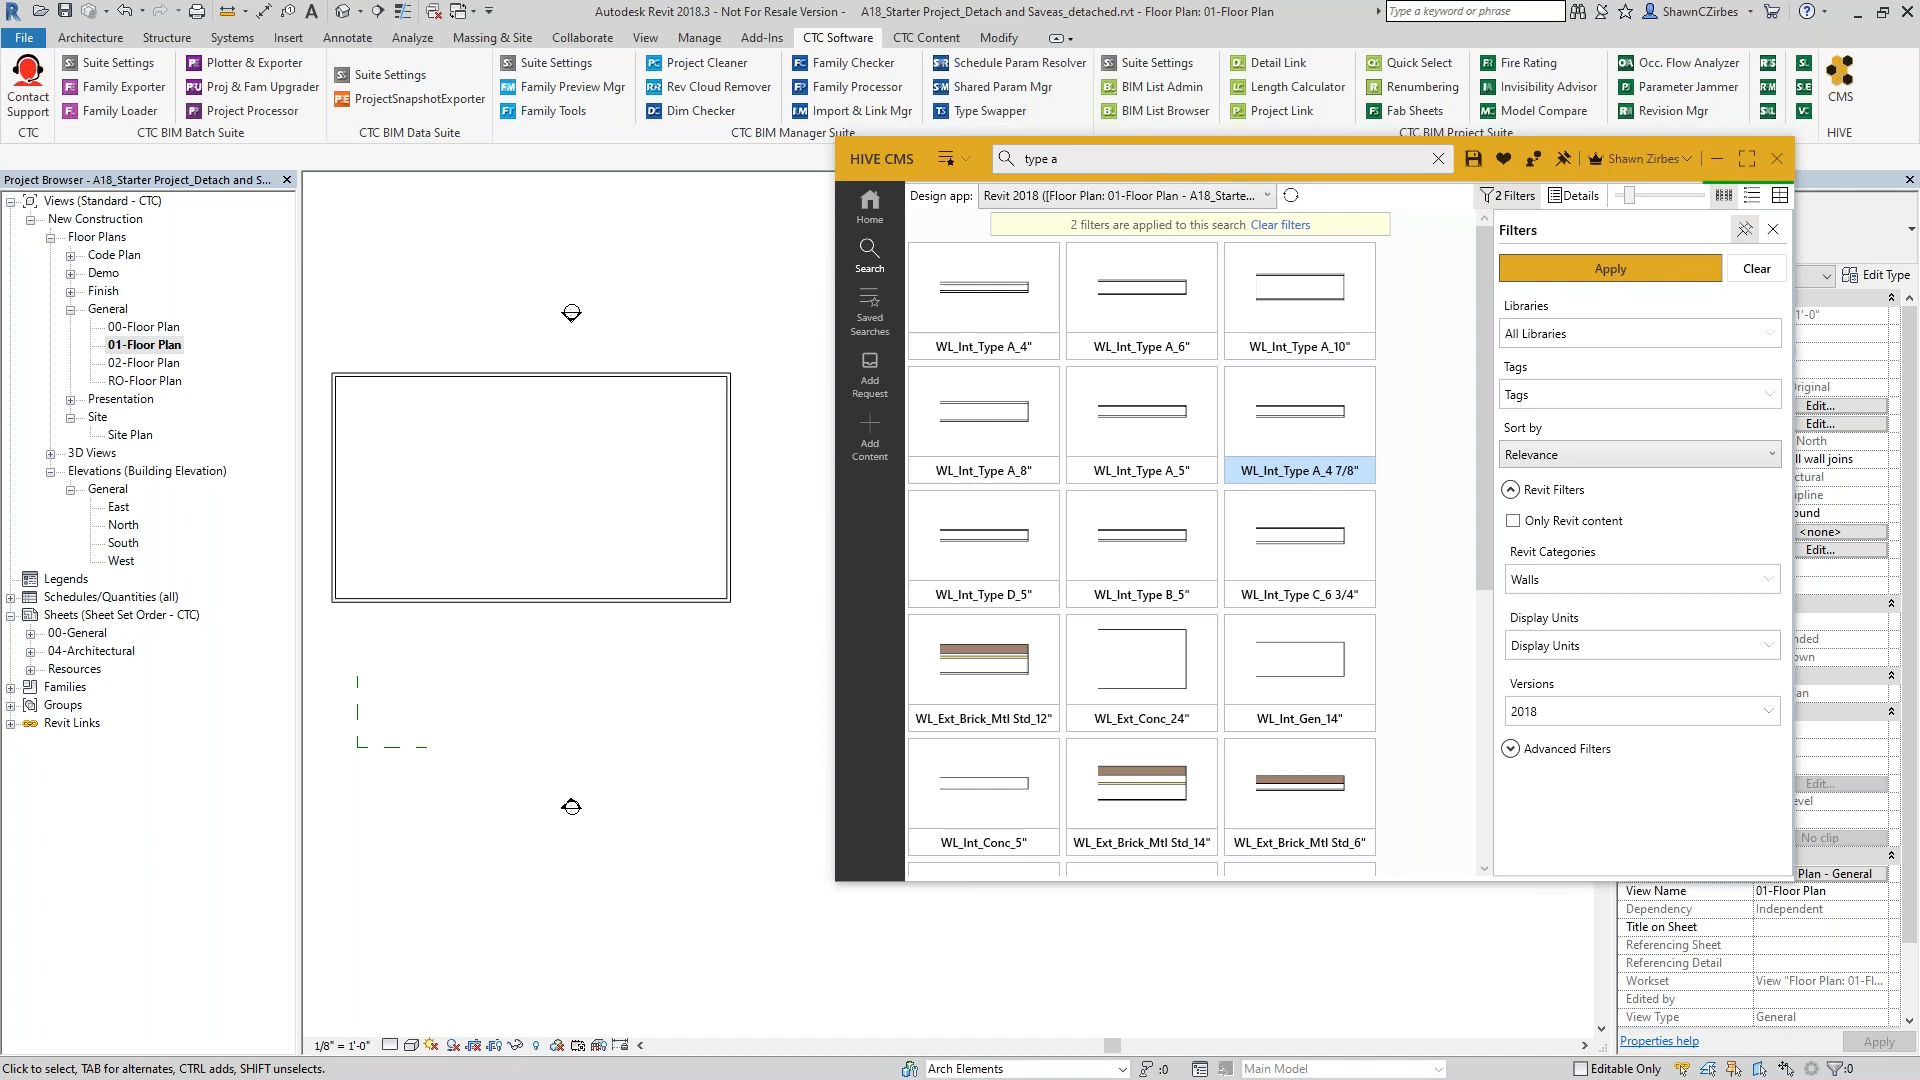 Autodesk Revit 2018.3 - Not For Resale Version - A18_Starter Project_Detach and Saveas_detached.rvt - Floor Plan: 01-Floor Plan
Type a keyword or phrase
ShawnCZirbes
File Architecture Structure Systems Insert Annotate Analyze Massing & Site Collaborate View Manage Add-Ins CTC Software CTC Content Modify
Contact Support
CTC
Suite Settings
Family Exporter
Family Loader
Plotter & Exporter
Proj & Fam Upgrader
Project Processor
CTC BIM Batch Suite
Suite Settings
ProjectSnapshotExporter
CTC BIM Data Suite
Suite Settings
Family Preview Mgr
Family Tools
Project Cleaner
Rev Cloud Remover
Dim Checker
Family Checker
Family Processor
Import & Link Mgr
Schedule Param Resolver
Shared Param Mgr
Type Swapper
CTC BIM Manager Suite
Suite Settings
BIM List Admin
BIM List Browser
Detail Link
Length Calculator
Project Link
Quick Select
Renumbering
Fab Sheets
Fire Rating
Invisibility Advisor
Model Compare
Occ. Flow Analyzer
Parameter Jammer
Revision Mgr
CTC BIM Project Suite
CMS
HIVE
Project Browser - A18_Starter Project_Detach and S...
Views (Standard - CTC)
New Construction
Floor Plans
Code Plan
Demo
Finish
General
00-Floor Plan
01-Floor Plan
02-Floor Plan
RO-Floor Plan
Presentation
Site
Site Plan
3D Views
Elevations (Building Elevation)
General
East
North
South
West
Legends
Schedules/Quantities (all)
Sheets (Sheet Set Order - CTC)
00-General
04-Architectural
Resources
Families
Groups
Revit Links
HIVE CMS
type a
Shawn Zirbes
Home
Search
Saved Searches
Add Request
Add Content
Design app: Revit 2018 ([Floor Plan: 01-Floor Plan - A18_Starte...
2 Filters
Details
2 filters are applied to this search Clear filters
WL_Int_Type A_4"
WL_Int_Type A_6"
WL_Int_Type A_10"
WL_Int_Type A_8"
WL_Int_Type A_5"
WL_Int_Type A_4 7/8"
WL_Int_Type D_5"
WL_Int_Type B_5"
WL_Int_Type C_6 3/4"
WL_Ext_Brick_Mtl Std_12"
WL_Ext_Conc_24"
WL_Int_Gen_14"
WL_Int_Conc_5"
WL_Ext_Brick_Mtl Std_14"
WL_Ext_Brick_Mtl Std_6"
Filters
Apply
Clear
Libraries
All Libraries
Tags
Tags
Sort by
Relevance
Revit Filters
Only Revit content
Revit Categories
Walls
Display Units
Display Units
Versions
2018
Advanced Filters
Edit Type
1'-0"
riginal
Edit...
Edit...
North
ll wall joins
ctural
ipline
ound
<none>
Edit...
nded
own
an
Edit...
evel
No clip
Plan - General
View Name 01-Floor Plan
Dependency Independent
Title on Sheet
Referencing Sheet
Referencing Detail
Workset View "Floor Plan: 01-Fl...
Edited by
View Type General
Properties help
Apply
1/8" = 1'-0"
Click to select, TAB for alternates, CTRL adds, SHIFT unselects.
Arch Elements
:0
Main Model
Editable Only
:0